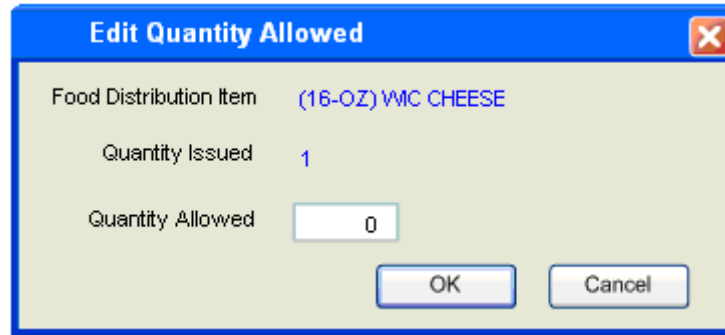 Edit Quantity Allowed
Food Distribution Item (16-OZ) WIC CHEESE
Quantity Issued 1
Quantity Allowed 0
OK Cancel